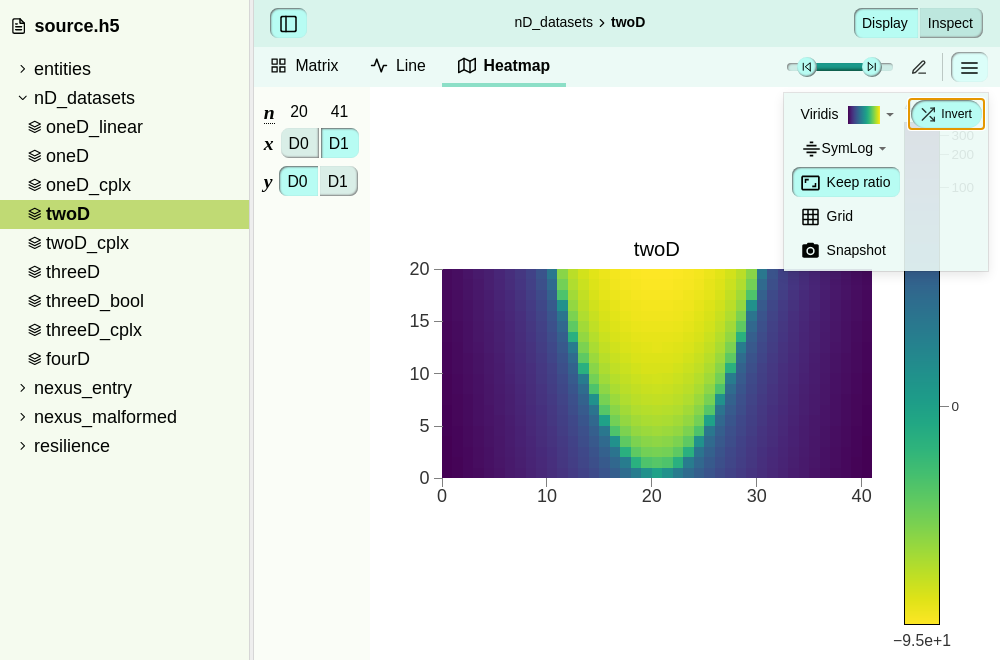 source.h5
entities
nD_datasets
oneD_linear
oneD
oneD_cplx
twoD
twoD_cplx
threeD
threeD_bool
threeD_cplx
fourD
nexus_entry
nexus_malformed
resilience
nD_datasets › twoD
Display Inspect
Matrix Line Heatmap
n 20 41
x D0 D1
y D0 D1
Viridis Invert
SymLog
Keep ratio
Grid
Snapshot
300
200
100
0
−9.5e+1
twoD
20
15
10
5
0
0 10 20 30 40